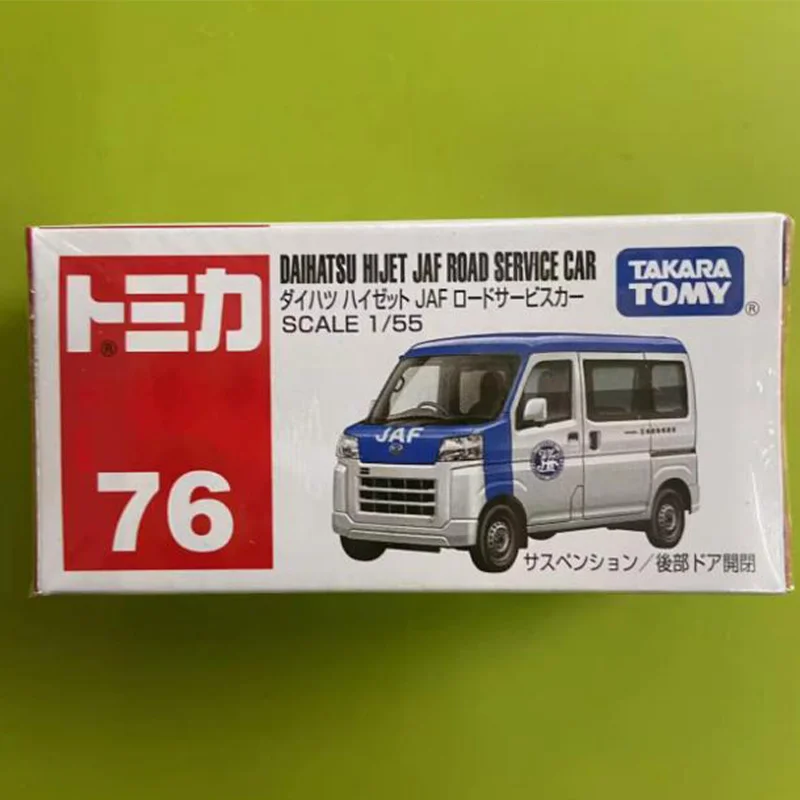 トミカ®
76
DAIHATSU HIJET JAF ROAD SERVICE CAR
ダイハツ ハイゼット JAF ロードサービスカー
SCALE 1/55
TAKARA
TOMY®
JAF
サスペンション/後部ドア開閉